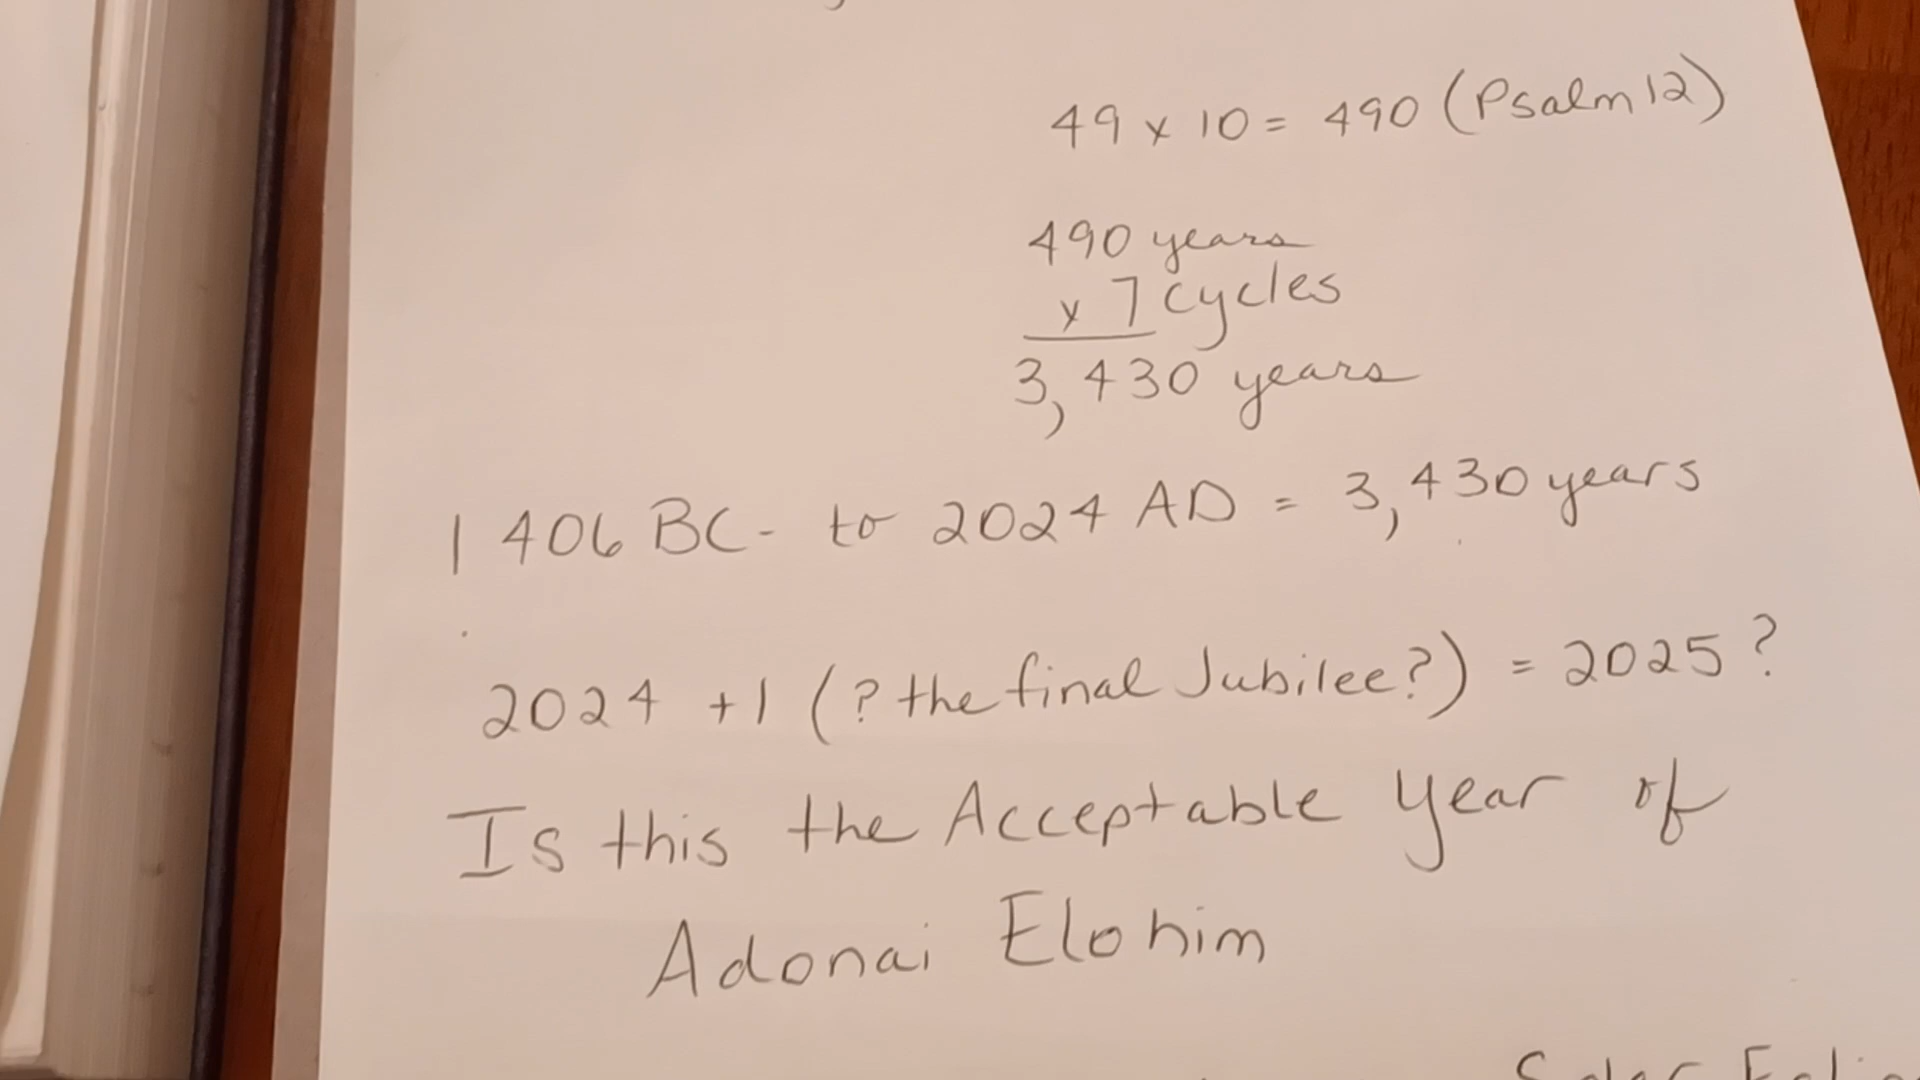 49 x 10 = 490 (Psalm 12)
490 years
x 7 cycles
3,430 years
1406 BC- to 2024 AD = 3,430 years
2024 +1 (? the final Jubilee?) = 2025?
Is this the Acceptable year of
Adonai Elohim